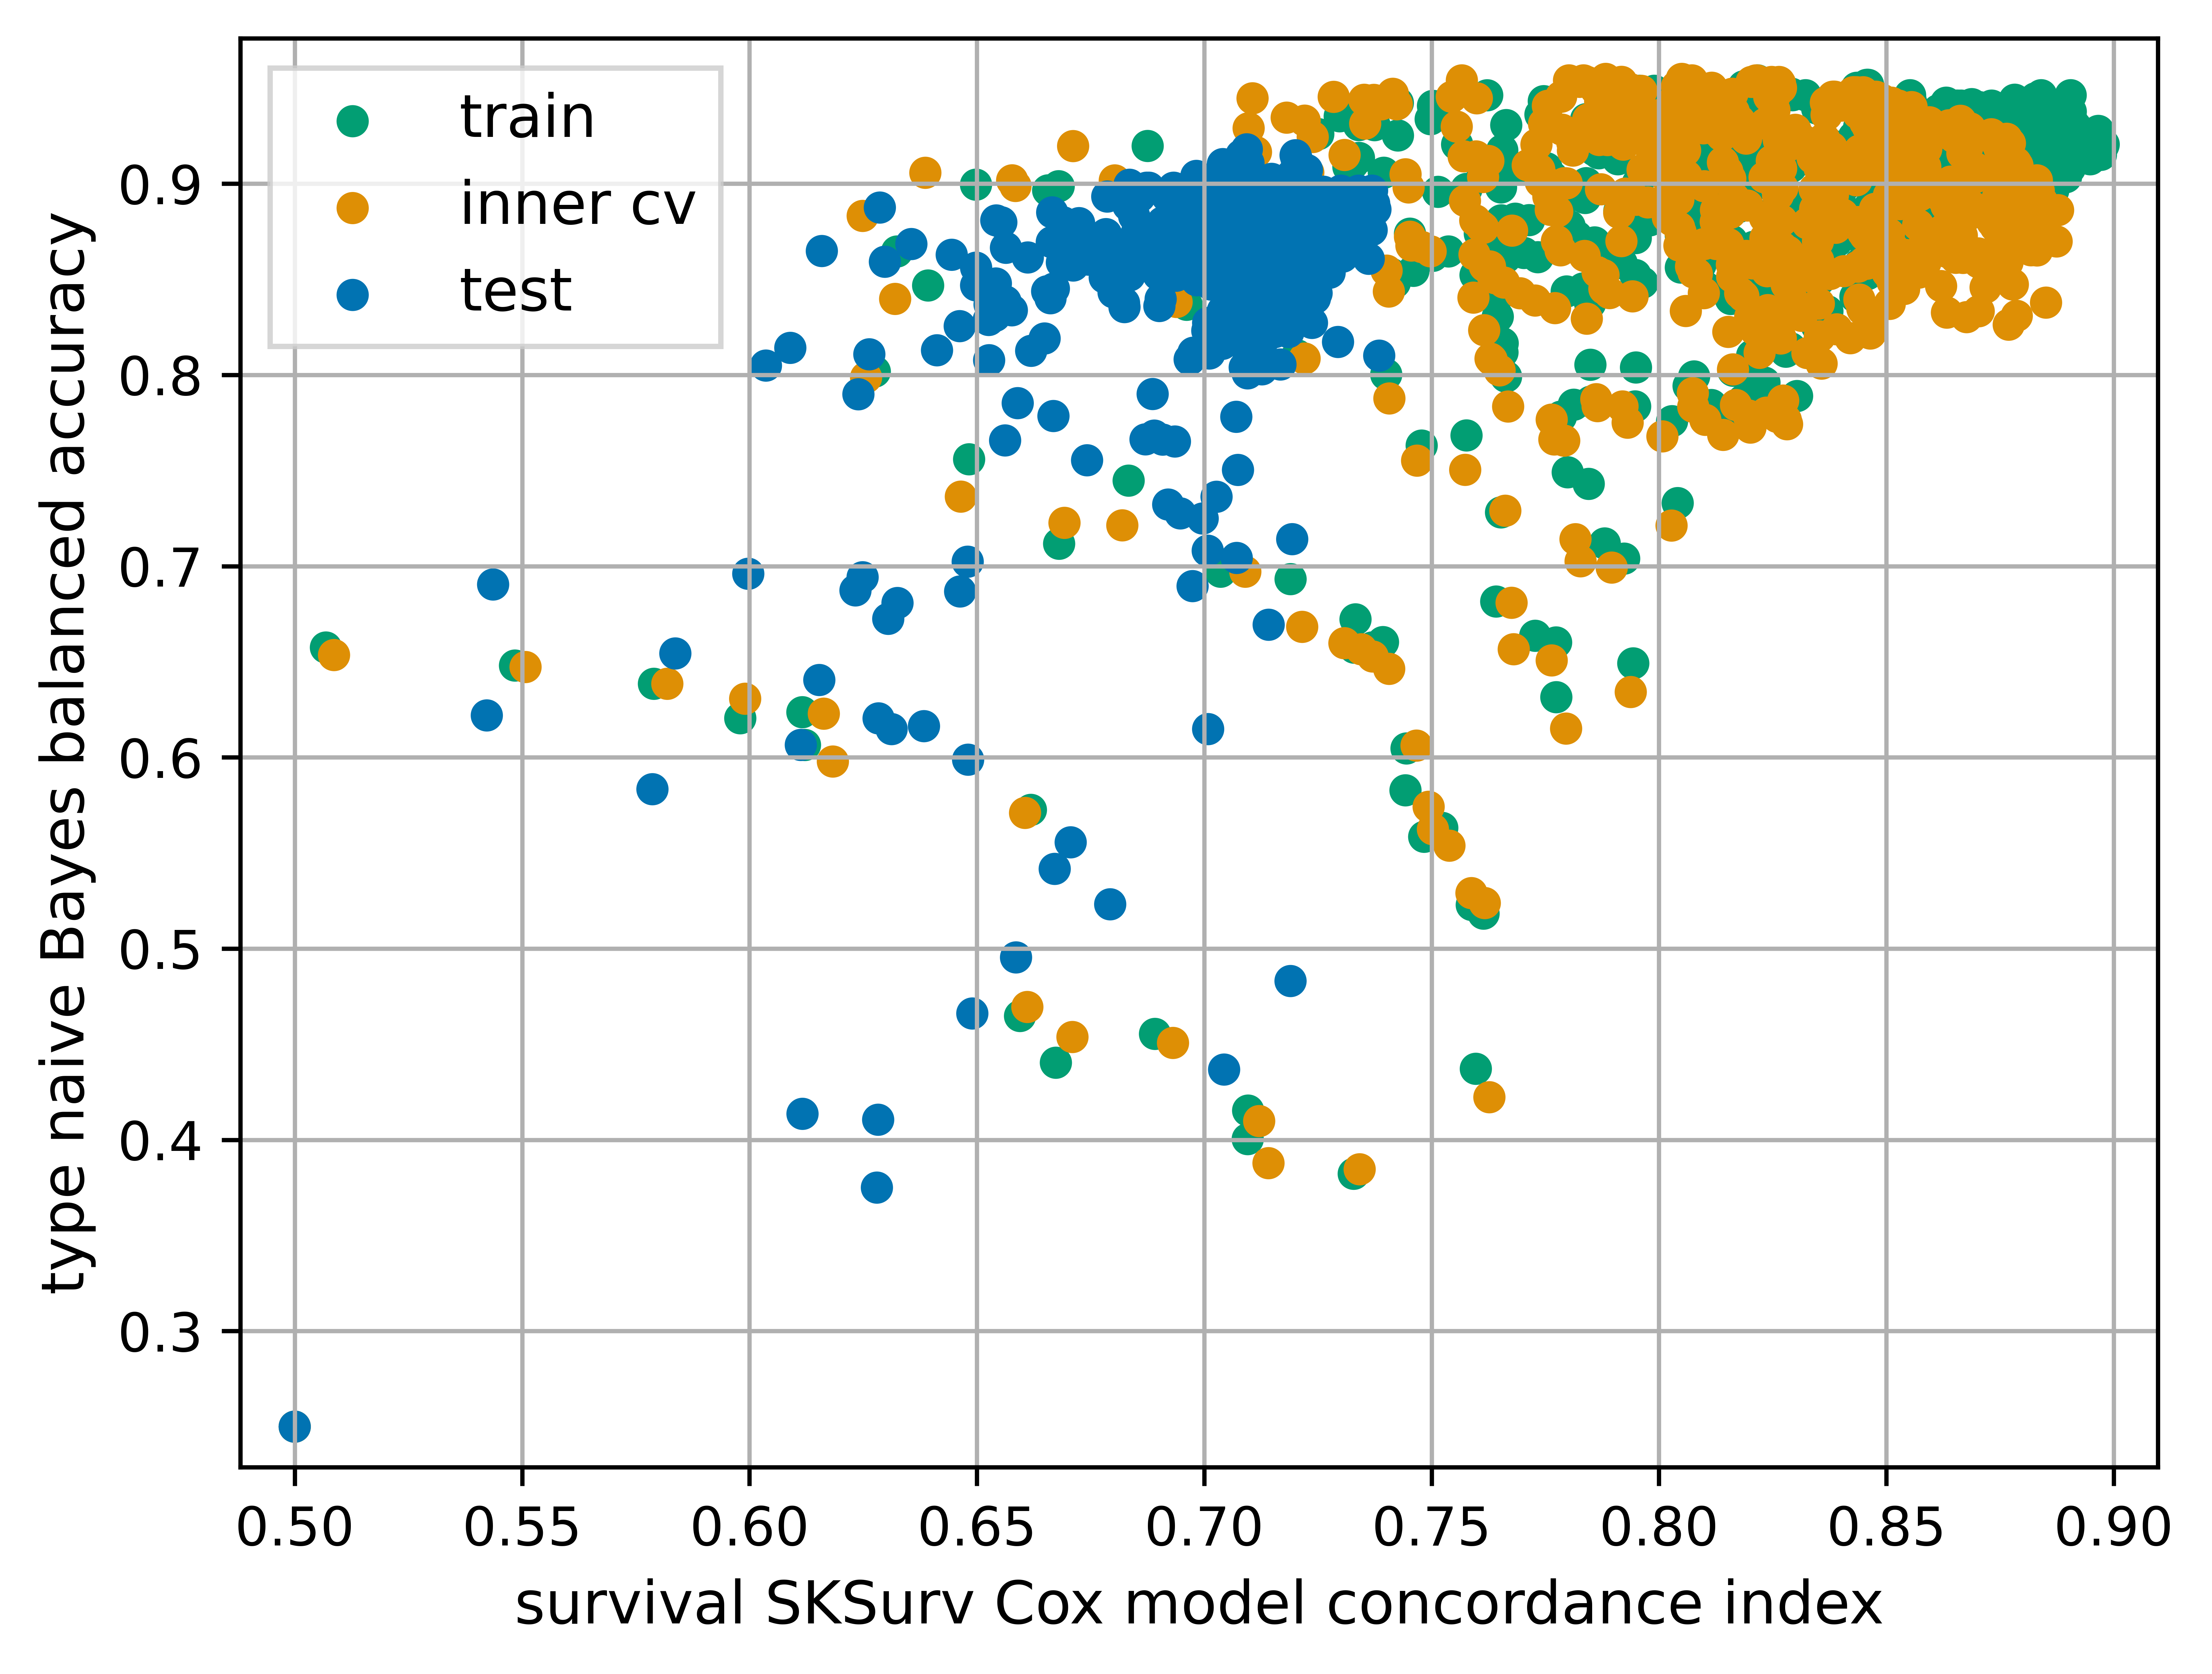 train
inner cv
test
type naive Bayes balanced accuracy
0.9
0.8
0.7
0.6
0.5
0.4
0.3
0.50 0.55 0.60 0.65 0.70 0.75 0.80 0.85 0.90
survival SKSurv Cox model concordance index